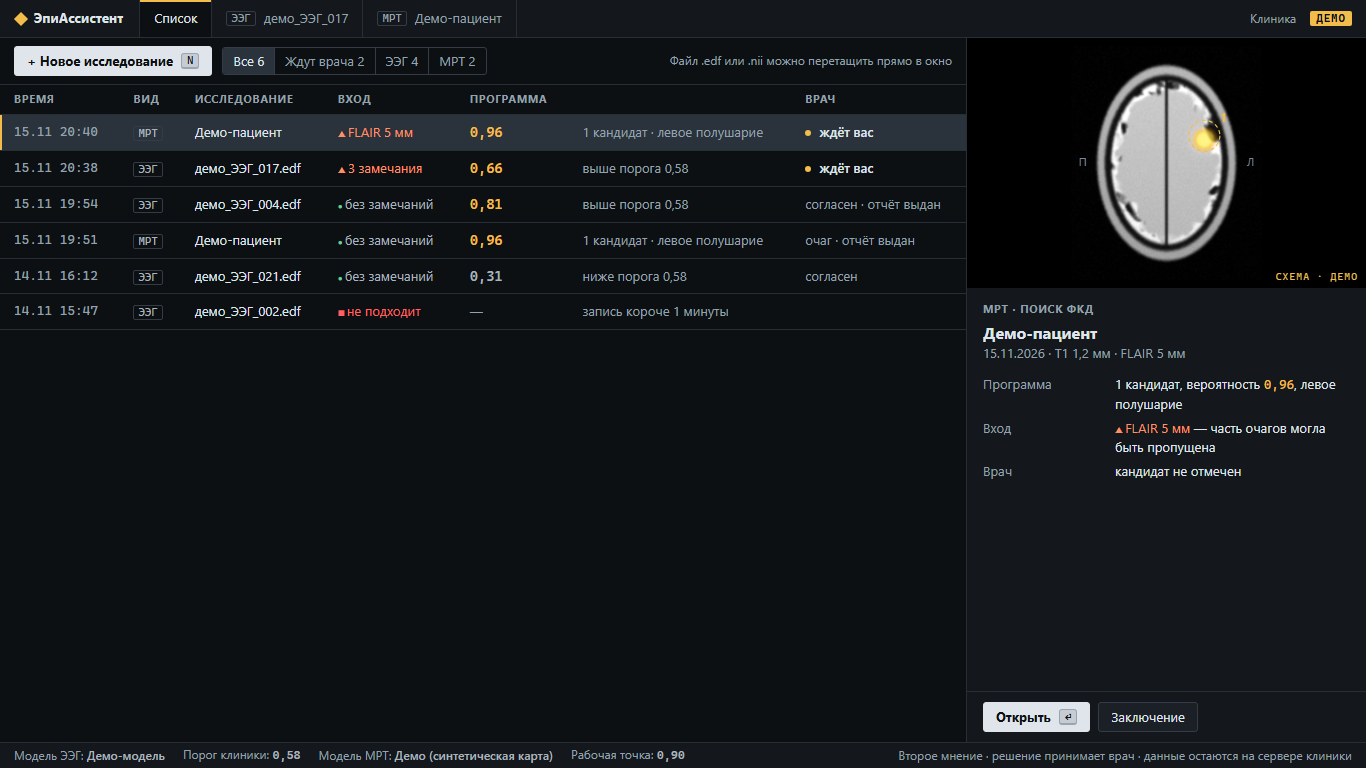 ЭпиАссистент Список ЭЭГ демо_ЭЭГ_017 МРТ Демо-пациент Клиника ДЕМО
+ Новое исследование N Все 6 Ждут врача 2 ЭЭГ 4 МРТ 2 Файл .edf или .nii можно перетащить прямо в окно
ВРЕМЯ ВИД ИССЛЕДОВАНИЕ ВХОД ПРОГРАММА ВРАЧ
15.11 20:40 МРТ Демо-пациент ▲ FLAIR 5 мм 0,96 1 кандидат · левое полушарие ● ждёт вас
15.11 20:38 ЭЭГ демо_ЭЭГ_017.edf ▲ 3 замечания 0,66 выше порога 0,58 ● ждёт вас
15.11 19:54 ЭЭГ демо_ЭЭГ_004.edf ● без замечаний 0,81 выше порога 0,58 согласен · отчёт выдан
15.11 19:51 МРТ Демо-пациент ● без замечаний 0,96 1 кандидат · левое полушарие очаг · отчёт выдан
14.11 16:12 ЭЭГ демо_ЭЭГ_021.edf ● без замечаний 0,31 ниже порога 0,58 согласен
14.11 15:47 ЭЭГ демо_ЭЭГ_002.edf ■ не подходит — запись короче 1 минуты
П Л
СХЕМА · ДЕМО
МРТ · ПОИСК ФКД
Демо-пациент
15.11.2026 · T1 1,2 мм · FLAIR 5 мм
Программа 1 кандидат, вероятность 0,96, левое
полушарие
Вход ▲ FLAIR 5 мм — часть очагов могла
быть пропущена
Врач кандидат не отмечен
Открыть ↵ Заключение
Модель ЭЭГ: Демо-модель Порог клиники: 0,58 Модель МРТ: Демо (синтетическая карта) Рабочая точка: 0,90 Второе мнение · решение принимает врач · данные остаются на сервере клиники